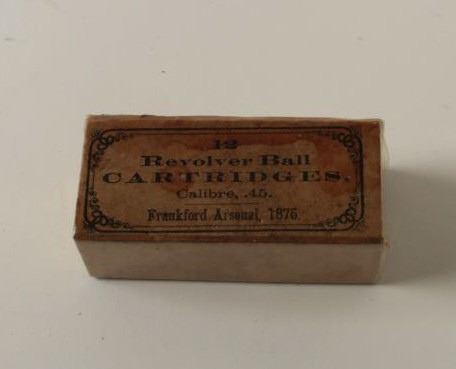 12
Revolver Ball
CARTRIDGES.
Calibre, .45.
Frankford Arsenal, 1876.